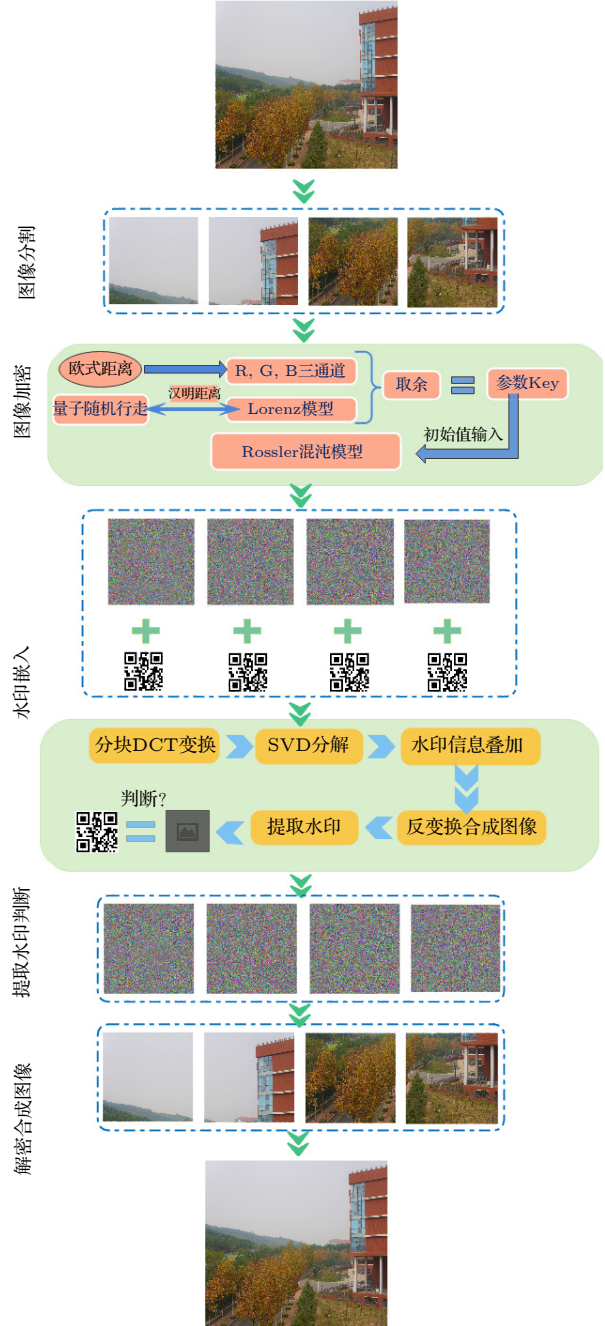 图像分割
图像加密
欧式距离
R, G, B三通道
取余
参数Key
汉明距离
量子随机行走
Lorenz模型
初始值输入
Rossler混沌模型
水印嵌入
分块DCT变换
SVD分解
水印信息叠加
判断?
提取水印
反变换合成图像
提取水印判断
解密合成图像